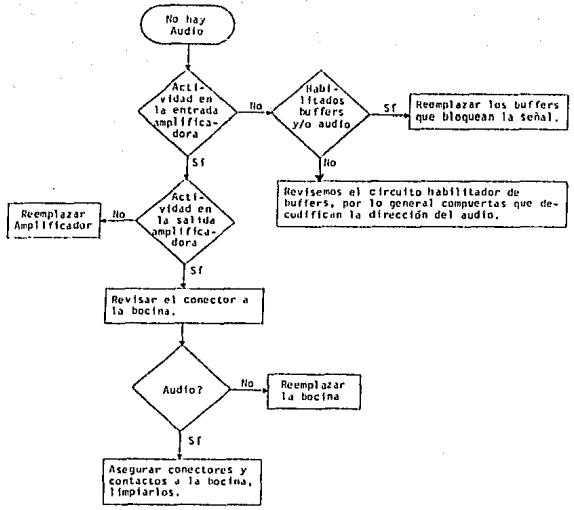 No hay
Audio
Acti-
vidad en
la entrada
amplifica-
dora
No
Habi-
litados
buffers
y/o audio
Sí
Reemplazar los buffers
que bloquean la señal.
No
Revisemos el circuito habilitador de
buffers, por lo general compuertas que de-
codifican la dirección del audio.
Sí
Acti-
vidad en
la salida
amplifica-
dora
No
Reemplazar
Amplificador
Sí
Revisar el conector a
la bocina.
Audio?
No
Reemplazar
la bocina
Sí
Asegurar conectores y
contactos a la bocina,
limpiarlos.